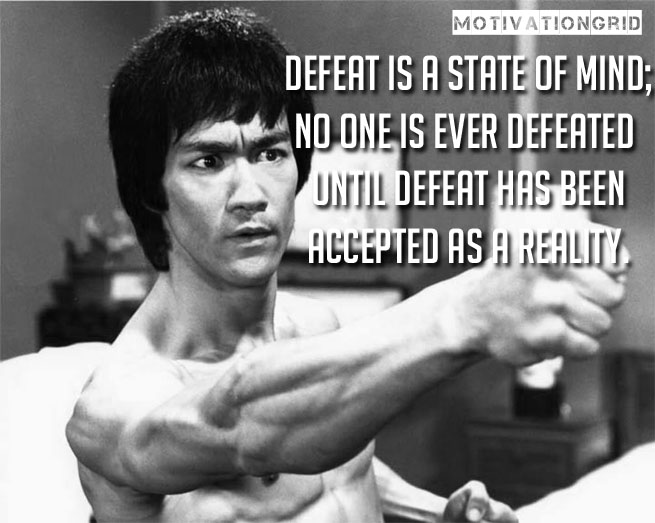 MOTIVATIONGRID
DEFEAT IS A STATE OF MIND;
NO ONE IS EVER DEFEATED
UNTIL DEFEAT HAS BEEN
ACCEPTED AS A REALITY.